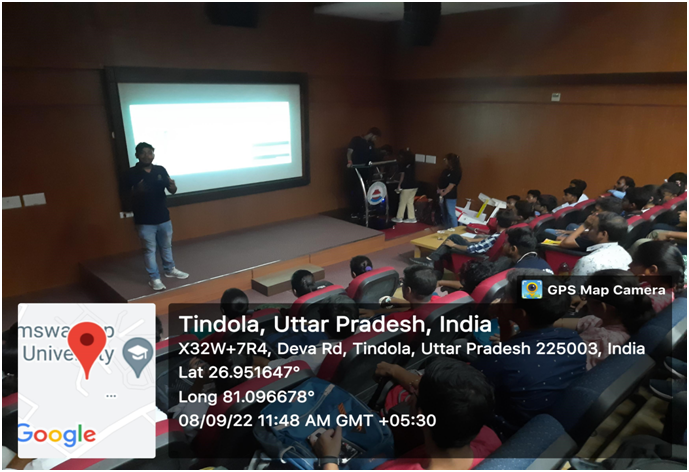 GPS Map Camera
mswa
University
Google
Tindola, Uttar Pradesh, India
X32W+7R4, Deva Rd, Tindola, Uttar Pradesh 225003, India
Lat 26.951647°
Long 81.096678°
08/09/22 11:48 AM GMT +05:30